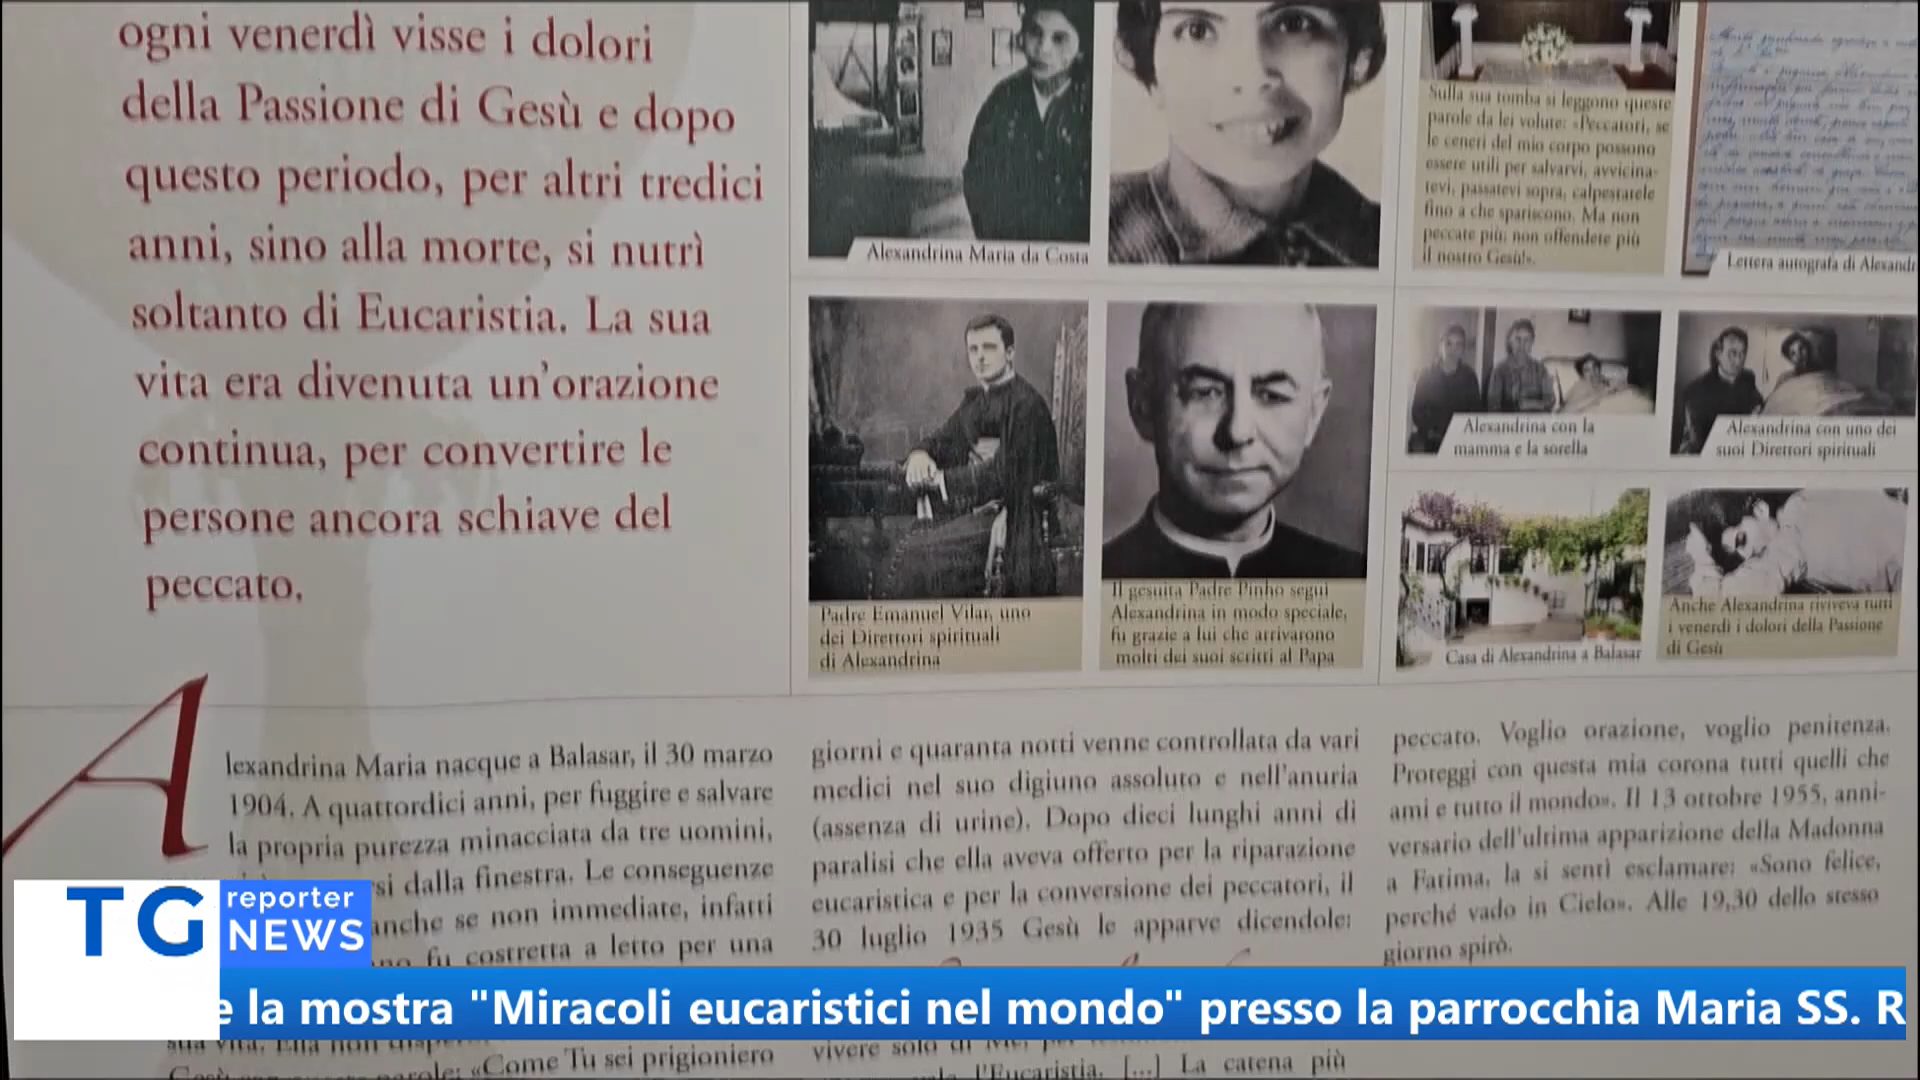 ogni venerdì visse i dolori
della Passione di Gesù e dopo
questo periodo, per altri tredici
anni, sino alla morte, si nutrì
soltanto di Eucaristia. La sua
vita era divenuta un'orazione
continua, per convertire le
persone ancora schiave del
peccato.
Alexandrina Maria da Costa
Sulla sua tomba si leggono queste
parole da lei volute: «Peccatori, se
le ceneri del mio corpo possono
essere utili per salvarvi, avvicina-
tevi, passatevi sopra, calpestatele
fino a che spariscono. Ma non
peccate più; non offendete più
il nostro Gesù!».
Lettera autografa di Alexandr
Padre Emanuel Vilar, uno
dei Direttori spirituali
di Alexandrina
Il gesuita Padre Pinho seguì
Alexandrina in modo speciale,
fu grazie a lui che arrivarono
molti dei suoi scritti al Papa
Alexandrina con la
mamma e la sorella
Alexandrina con uno dei
suoi Direttori spirituali
Casa di Alexandrina a Balasar
Anche Alexandrina riviveva tutti
i venerdì i dolori della Passione
di Gesù
Alexandrina Maria nacque a Balasar, il 30 marzo
1904. A quattordici anni, per fuggire e salvare
la propria purezza minacciata da tre uomini,
si dalla finestra. Le conseguenze
anche se non immediate, infatti
fu costretta a letto per una
sua vita. Ella non
parole: «Come Tu sei prigioniero
giorni e quaranta notti venne controllata da vari
medici nel suo digiuno assoluto e nell'anuria
(assenza di urine). Dopo dieci lunghi anni di
paralisi che ella aveva offerto per la riparazione
eucaristica e per la conversione dei peccatori, il
30 luglio 1935 Gesù le apparve dicendole:
vivere solo di Me,
l'Eucaristia. [...] La catena più
peccato. Voglio orazione, voglio penitenza.
Proteggi con questa mia corona tutti quelli che
ami e tutto il mondo». Il 13 ottobre 1955, anni-
versario dell'ultima apparizione della Madonna
a Fatima, la si sentì esclamare: «Sono felice,
perché vado in Cielo». Alle 19,30 dello stesso
giorno spirò.
TG reporter
NEWS
e la mostra "Miracoli eucaristici nel mondo" presso la parrocchia Maria SS. R